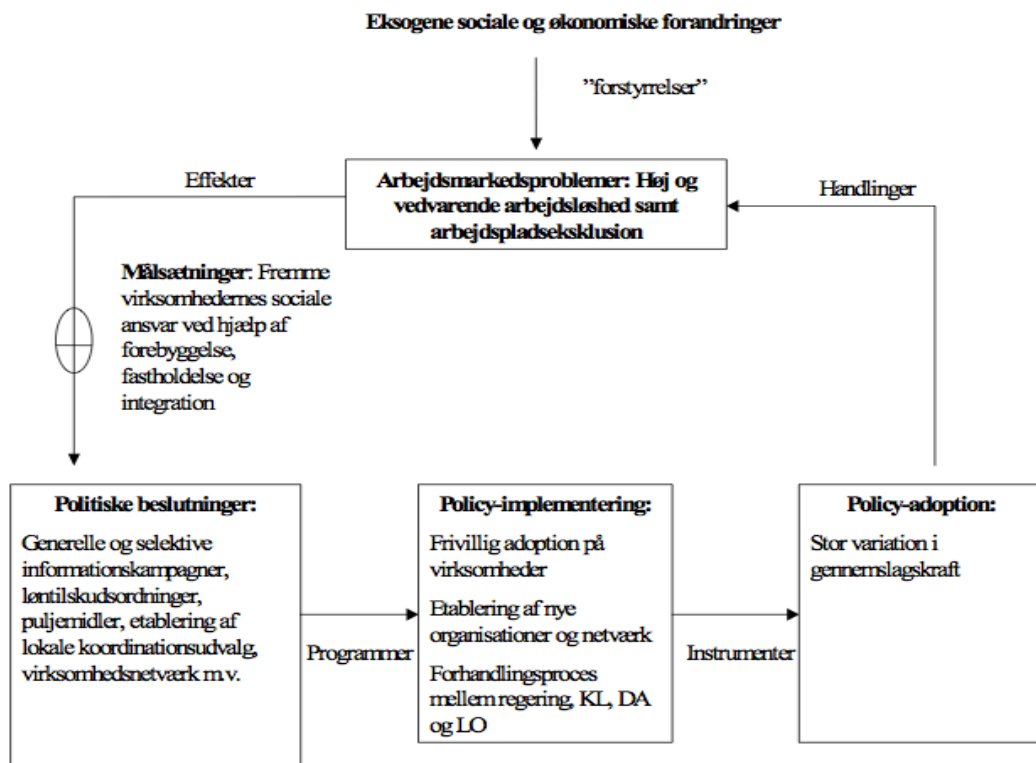 Eksogene sociale og økonomiske forandringer
”forstyrrelser”
Effekter
Arbejdsmarkedsproblemer: Høj og
vedvarende arbejdsløshed samt
arbejdspladseksklusion
Handlinger
Målsætninger: Fremme
virksomhedernes sociale
ansvar ved hjælp af
forebyggelse,
fastholdelse og
integration
Politiske beslutninger:
Generelle og selektive
informationskampagner,
løntilskudsordninger,
puljemidler, etablering af
lokale koordinationsudvalg,
virksomhedsnetværk m.v.
Programmer
Policy-implementering:
Frivillig adoption på
virksomheder
Etablering af nye
organisationer og netværk
Forhandlingsproces
mellem regering, KL, DA
og LO
Instrumenter
Policy-adoption:
Stor variation i
gennemslagskraft